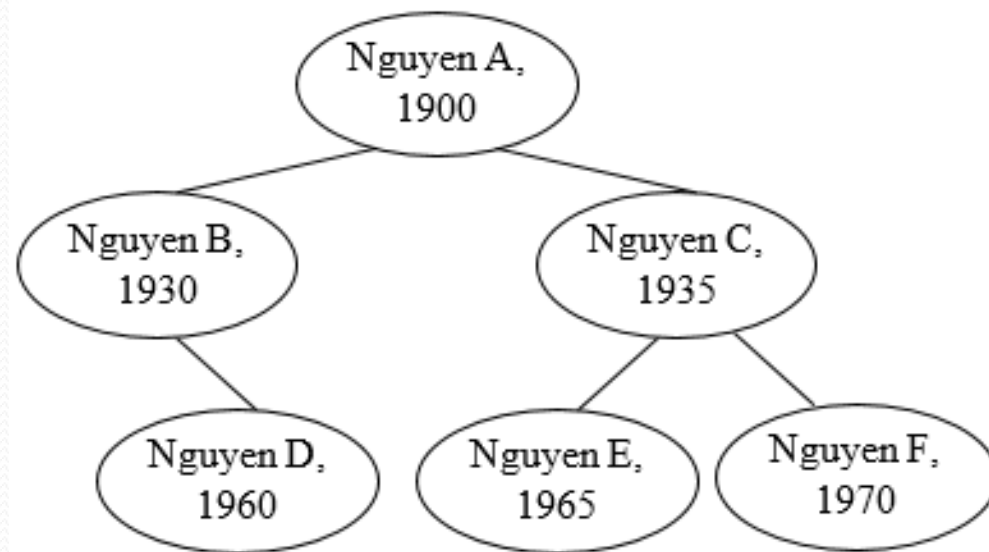 Nguyen A,
1900
Nguyen B,
1930
Nguyen C,
1935
Nguyen D,
1960
Nguyen E,
1965
Nguyen F,
1970